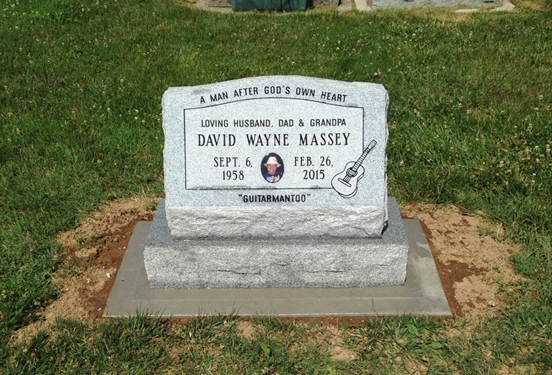 A MAN AFTER GOD'S OWN HEART
LOVING HUSBAND, DAD & GRANDPA
DAVID WAYNE MASSEY
SEPT. 6, FEB. 26,
1958 2015
"GUITARMANTOO"